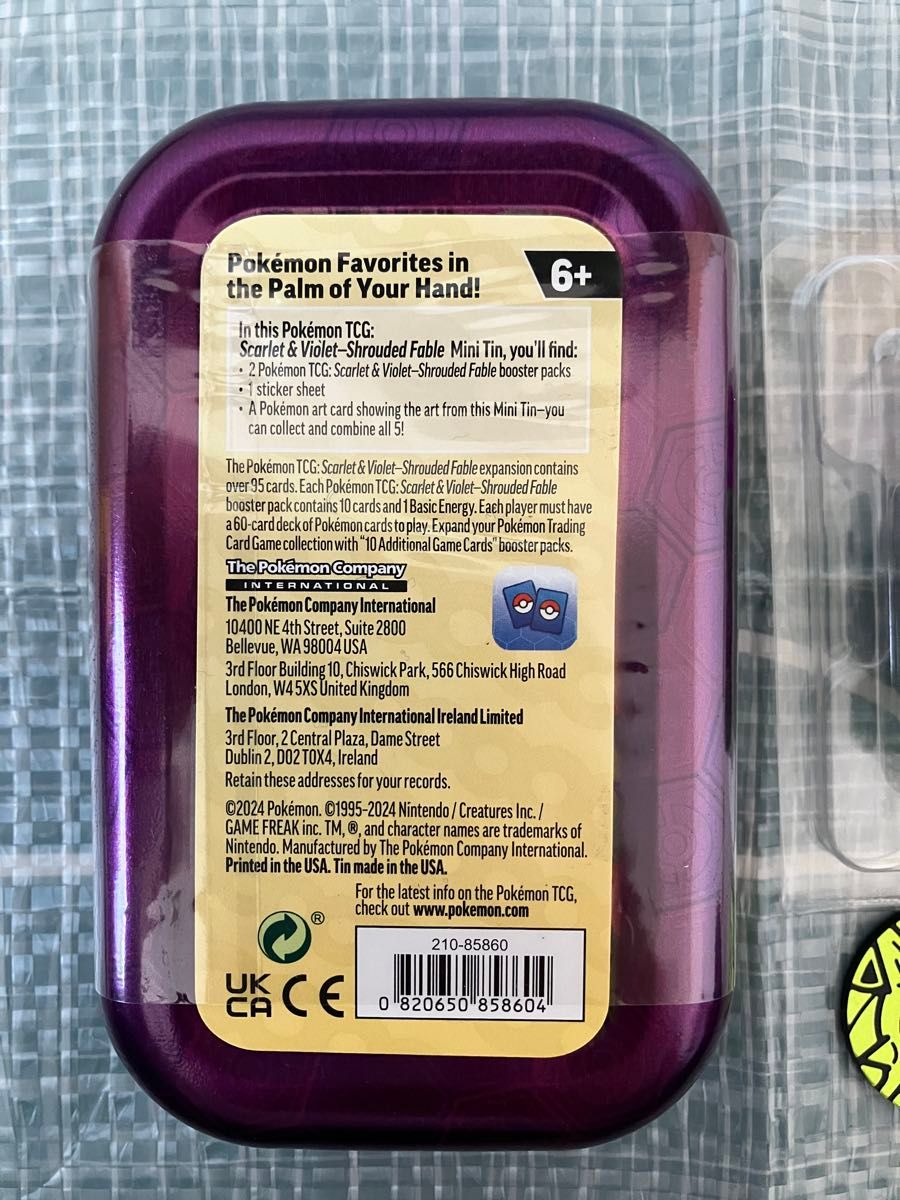 Pokémon Favorites in
the Palm of Your Hand!
6+
In this Pokémon TCG:
Scarlet & Violet—Shrouded Fable Mini Tin, you'll find:
• 2 Pokémon TCG: Scarlet & Violet—Shrouded Fable booster packs
• 1 sticker sheet
• A Pokémon art card showing the art from this Mini Tin—you
can collect and combine all 5!
The Pokémon TCG: Scarlet & Violet—Shrouded Fable expansion contains
over 95 cards. Each Pokémon TCG: Scarlet & Violet—Shrouded Fable
booster pack contains 10 cards and 1 Basic Energy. Each player must have
a 60-card deck of Pokémon cards to play. Expand your Pokémon Trading
Card Game collection with "10 Additional Game Cards" booster packs.
The Pokémon Company
INTERNATIONAL
The Pokémon Company International
10400 NE 4th Street, Suite 2800
Bellevue, WA 98004 USA
3rd Floor Building 10, Chiswick Park, 566 Chiswick High Road
London, W4 5XS United Kingdom
The Pokémon Company International Ireland Limited
3rd Floor, 2 Central Plaza, Dame Street
Dublin 2, D02 T0X4, Ireland
Retain these addresses for your records.
©2024 Pokémon. ©1995-2024 Nintendo / Creatures Inc. /
GAME FREAK inc. TM, ®, and character names are trademarks of
Nintendo. Manufactured by The Pokémon Company International.
Printed in the USA. Tin made in the USA.
For the latest info on the Pokémon TCG,
check out www.pokemon.com
®
UK
CA CE
210-85860
0 820650 858604